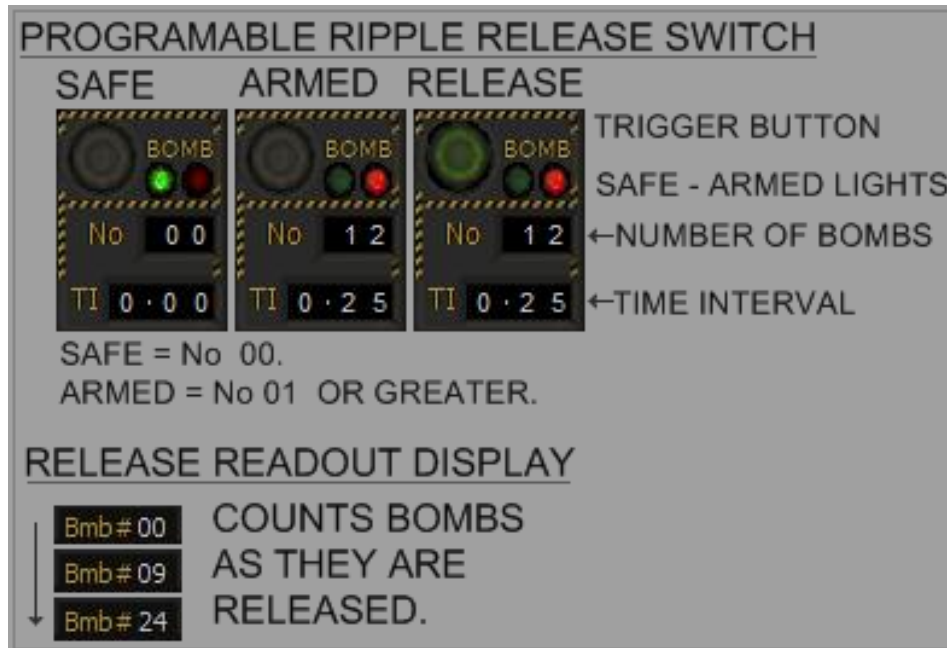 PROGRAMABLE RIPPLE RELEASE SWITCH
SAFE ARMED RELEASE
TRIGGER BUTTON
BOMB BOMB BOMB
SAFE - ARMED LIGHTS
No 00 No 12 No 12 ←NUMBER OF BOMBS
TI 0·00 TI 0·25 TI 0·25 ←TIME INTERVAL
SAFE = No 00.
ARMED = No 01 OR GREATER.
RELEASE READOUT DISPLAY
Bmb# 00 COUNTS BOMBS
Bmb# 09 AS THEY ARE
Bmb# 24 RELEASED.